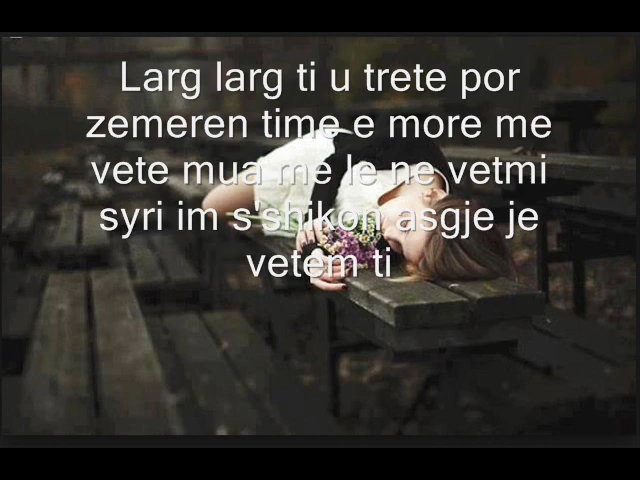 Larg larg ti u trete por
zemeren time e more me
vete mua me le ne vetmi
syri im s'shikon asgje je
vetem ti